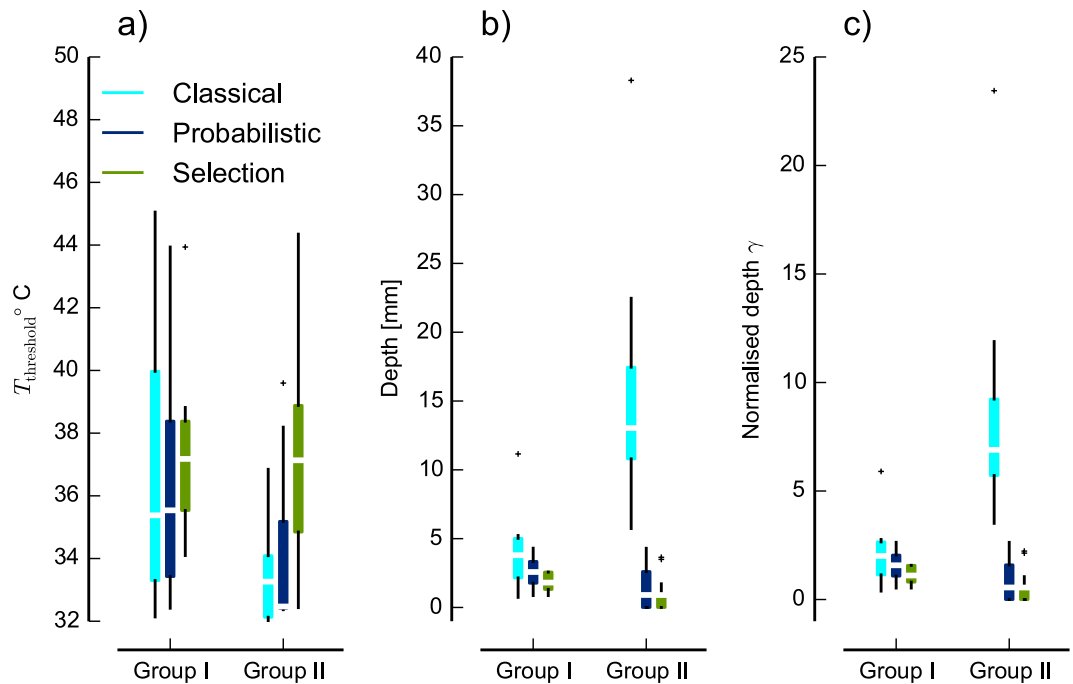 a)
50
48
46
44
42
40
38
36
34
32
T threshold ° C
Classical
Probabilistic
Selection
Group I
Group II
b)
40
35
30
25
20
15
10
5
0
Depth [mm]
Group I
Group II
c)
25
20
15
10
5
0
Normalised depth γ
Group I
Group II